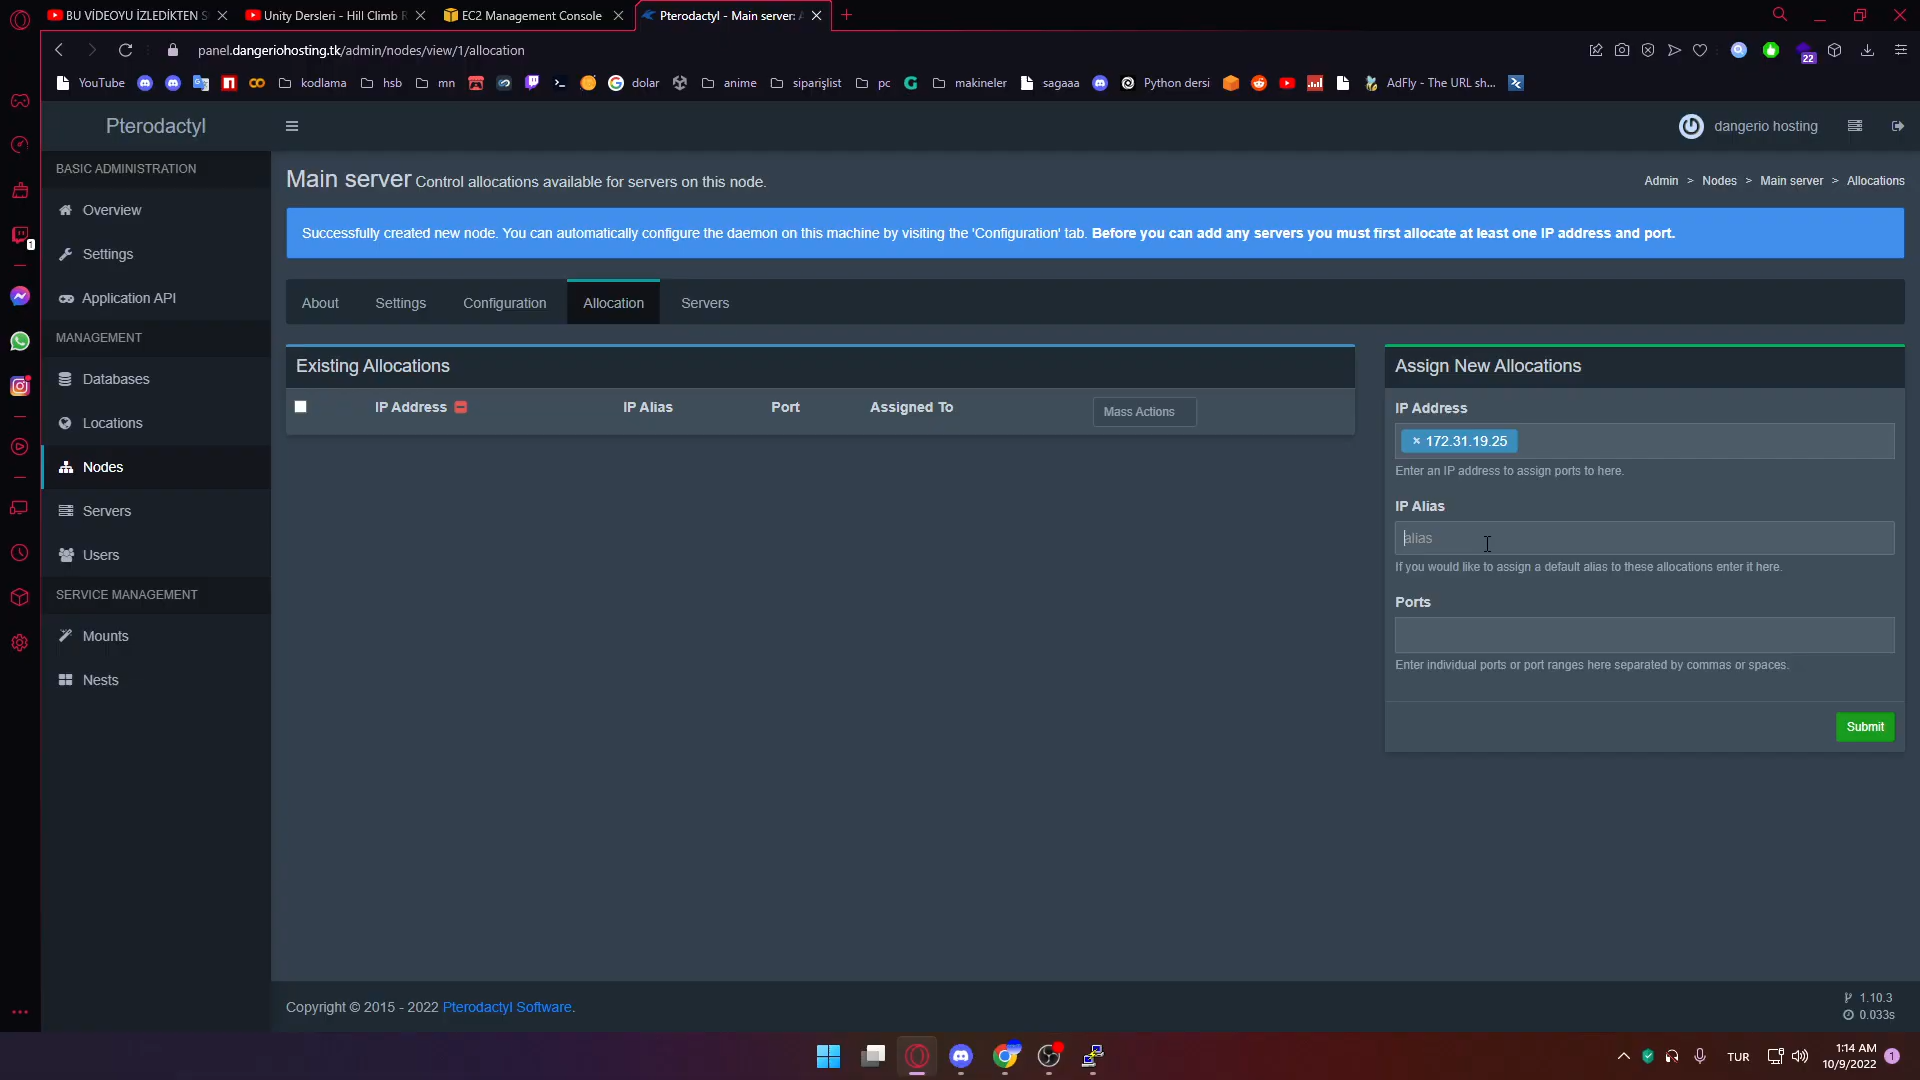 BU VİDEOYU İZLEDİKTEN S
Unity Dersleri - Hill Climb R
EC2 Management Console
Pterodactyl - Main server: A
panel.dangeriohosting.tk/admin/nodes/view/1/allocation
22
YouTube
kodlama
hsb
mn
dolar
anime
siparişlist
pc
makineler
sagaaa
Python dersi
AdFly - The URL sh...
Pterodactyl
dangerio hosting
BASIC ADMINISTRATION
Overview
Settings
Application API
MANAGEMENT
Databases
Locations
Nodes
Servers
Users
SERVICE MANAGEMENT
Mounts
Nests
1
Main server Control allocations available for servers on this node.
Admin > Nodes > Main server > Allocations
Successfully created new node. You can automatically configure the daemon on this machine by visiting the 'Configuration' tab. Before you can add any servers you must first allocate at least one IP address and port.
About
Settings
Configuration
Allocation
Servers
Existing Allocations
IP Address
IP Alias
Port
Assigned To
Mass Actions
Assign New Allocations
IP Address
× 172.31.19.25
Enter an IP address to assign ports to here.
IP Alias
alias
If you would like to assign a default alias to these allocations enter it here.
Ports
Enter individual ports or port ranges here separated by commas or spaces.
Submit
Copyright © 2015 - 2022 Pterodactyl Software.
1.10.3
0.033s
TUR
1:14 AM
10/9/2022
1